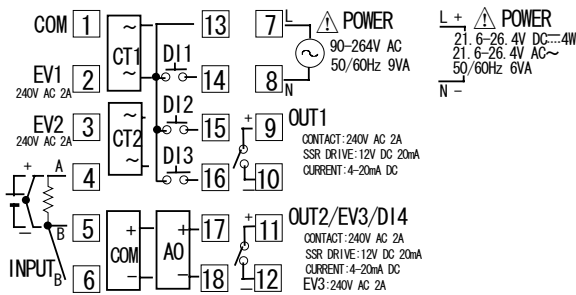 COM 1
CT1
13
7 L
⚠ POWER
90-264V AC
50/60Hz 9VA
L +
⚠ POWER
21.6-26.4V DC⎓4W
21.6-26.4V AC~
50/60Hz 6VA
N -
EV1 2
240V AC 2A
~
~
DI1
14
8 N
EV2 3
240V AC 2A
CT2
~
~
DI2
15
+ 9
OUT1
CONTACT:240V AC 2A
SSR DRIVE:12V DC 20mA
CURRENT:4-20mA DC
DI3
16
- 10
+ A 4
- B 5
INPUT B 6
+ COM -
+ AO -
17
18
+ 11
- 12
OUT2/EV3/DI4
CONTACT:240V AC 2A
SSR DRIVE:12V DC 20mA
CURRENT:4-20mA DC
EV3:240V AC 2A